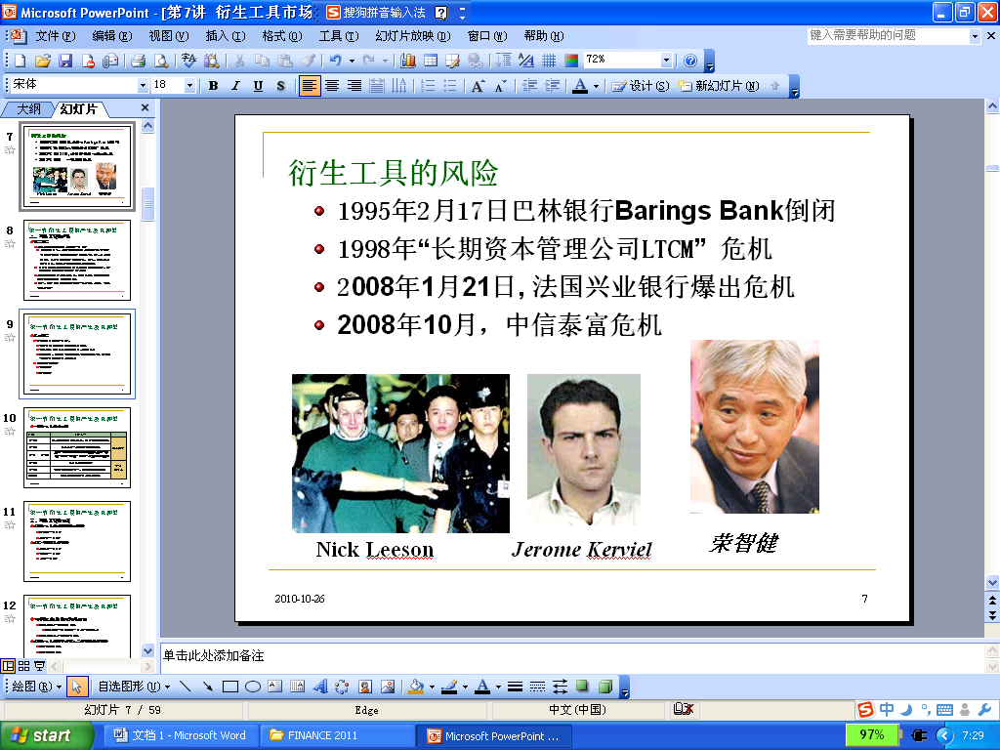 Microsoft PowerPoint - [第7讲 衍生工具市场
搜狗拼音输入法
文件(F) 编辑(E) 视图(V) 插入(I) 格式(O) 工具(T) 幻灯片放映(D) 窗口(W) 帮助(H)
键入需要帮助的问题
72%
宋体 18 B I U S A A A 设计(S) 新幻灯片(N)
大纲 幻灯片
7
8
9
10
11
12
衍生工具的风险
1995年2月17日巴林银行Barings Bank倒闭
1998年“长期资本管理公司LTCM”危机
2008年1月21日, 法国兴业银行爆出危机
2008年10月，中信泰富危机
Nick Leeson
Jerome Kerviel
荣智健
2010-10-26
7
单击此处添加备注
绘图(R) 自选图形(U)
幻灯片 7 / 59 Edge 中文(中国)
中
start 文档 1 - Microsoft Word FINANCE 2011 Microsoft PowerPoint ... 97% 7:29